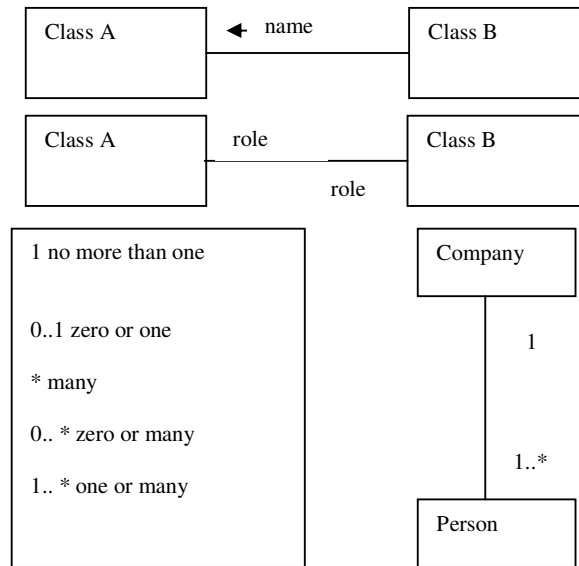 Class A
name
Class B
Class A
role
Class B
role
1 no more than one
0..1 zero or one
* many
0.. * zero or many
1.. * one or many
Company
1
1..*
Person